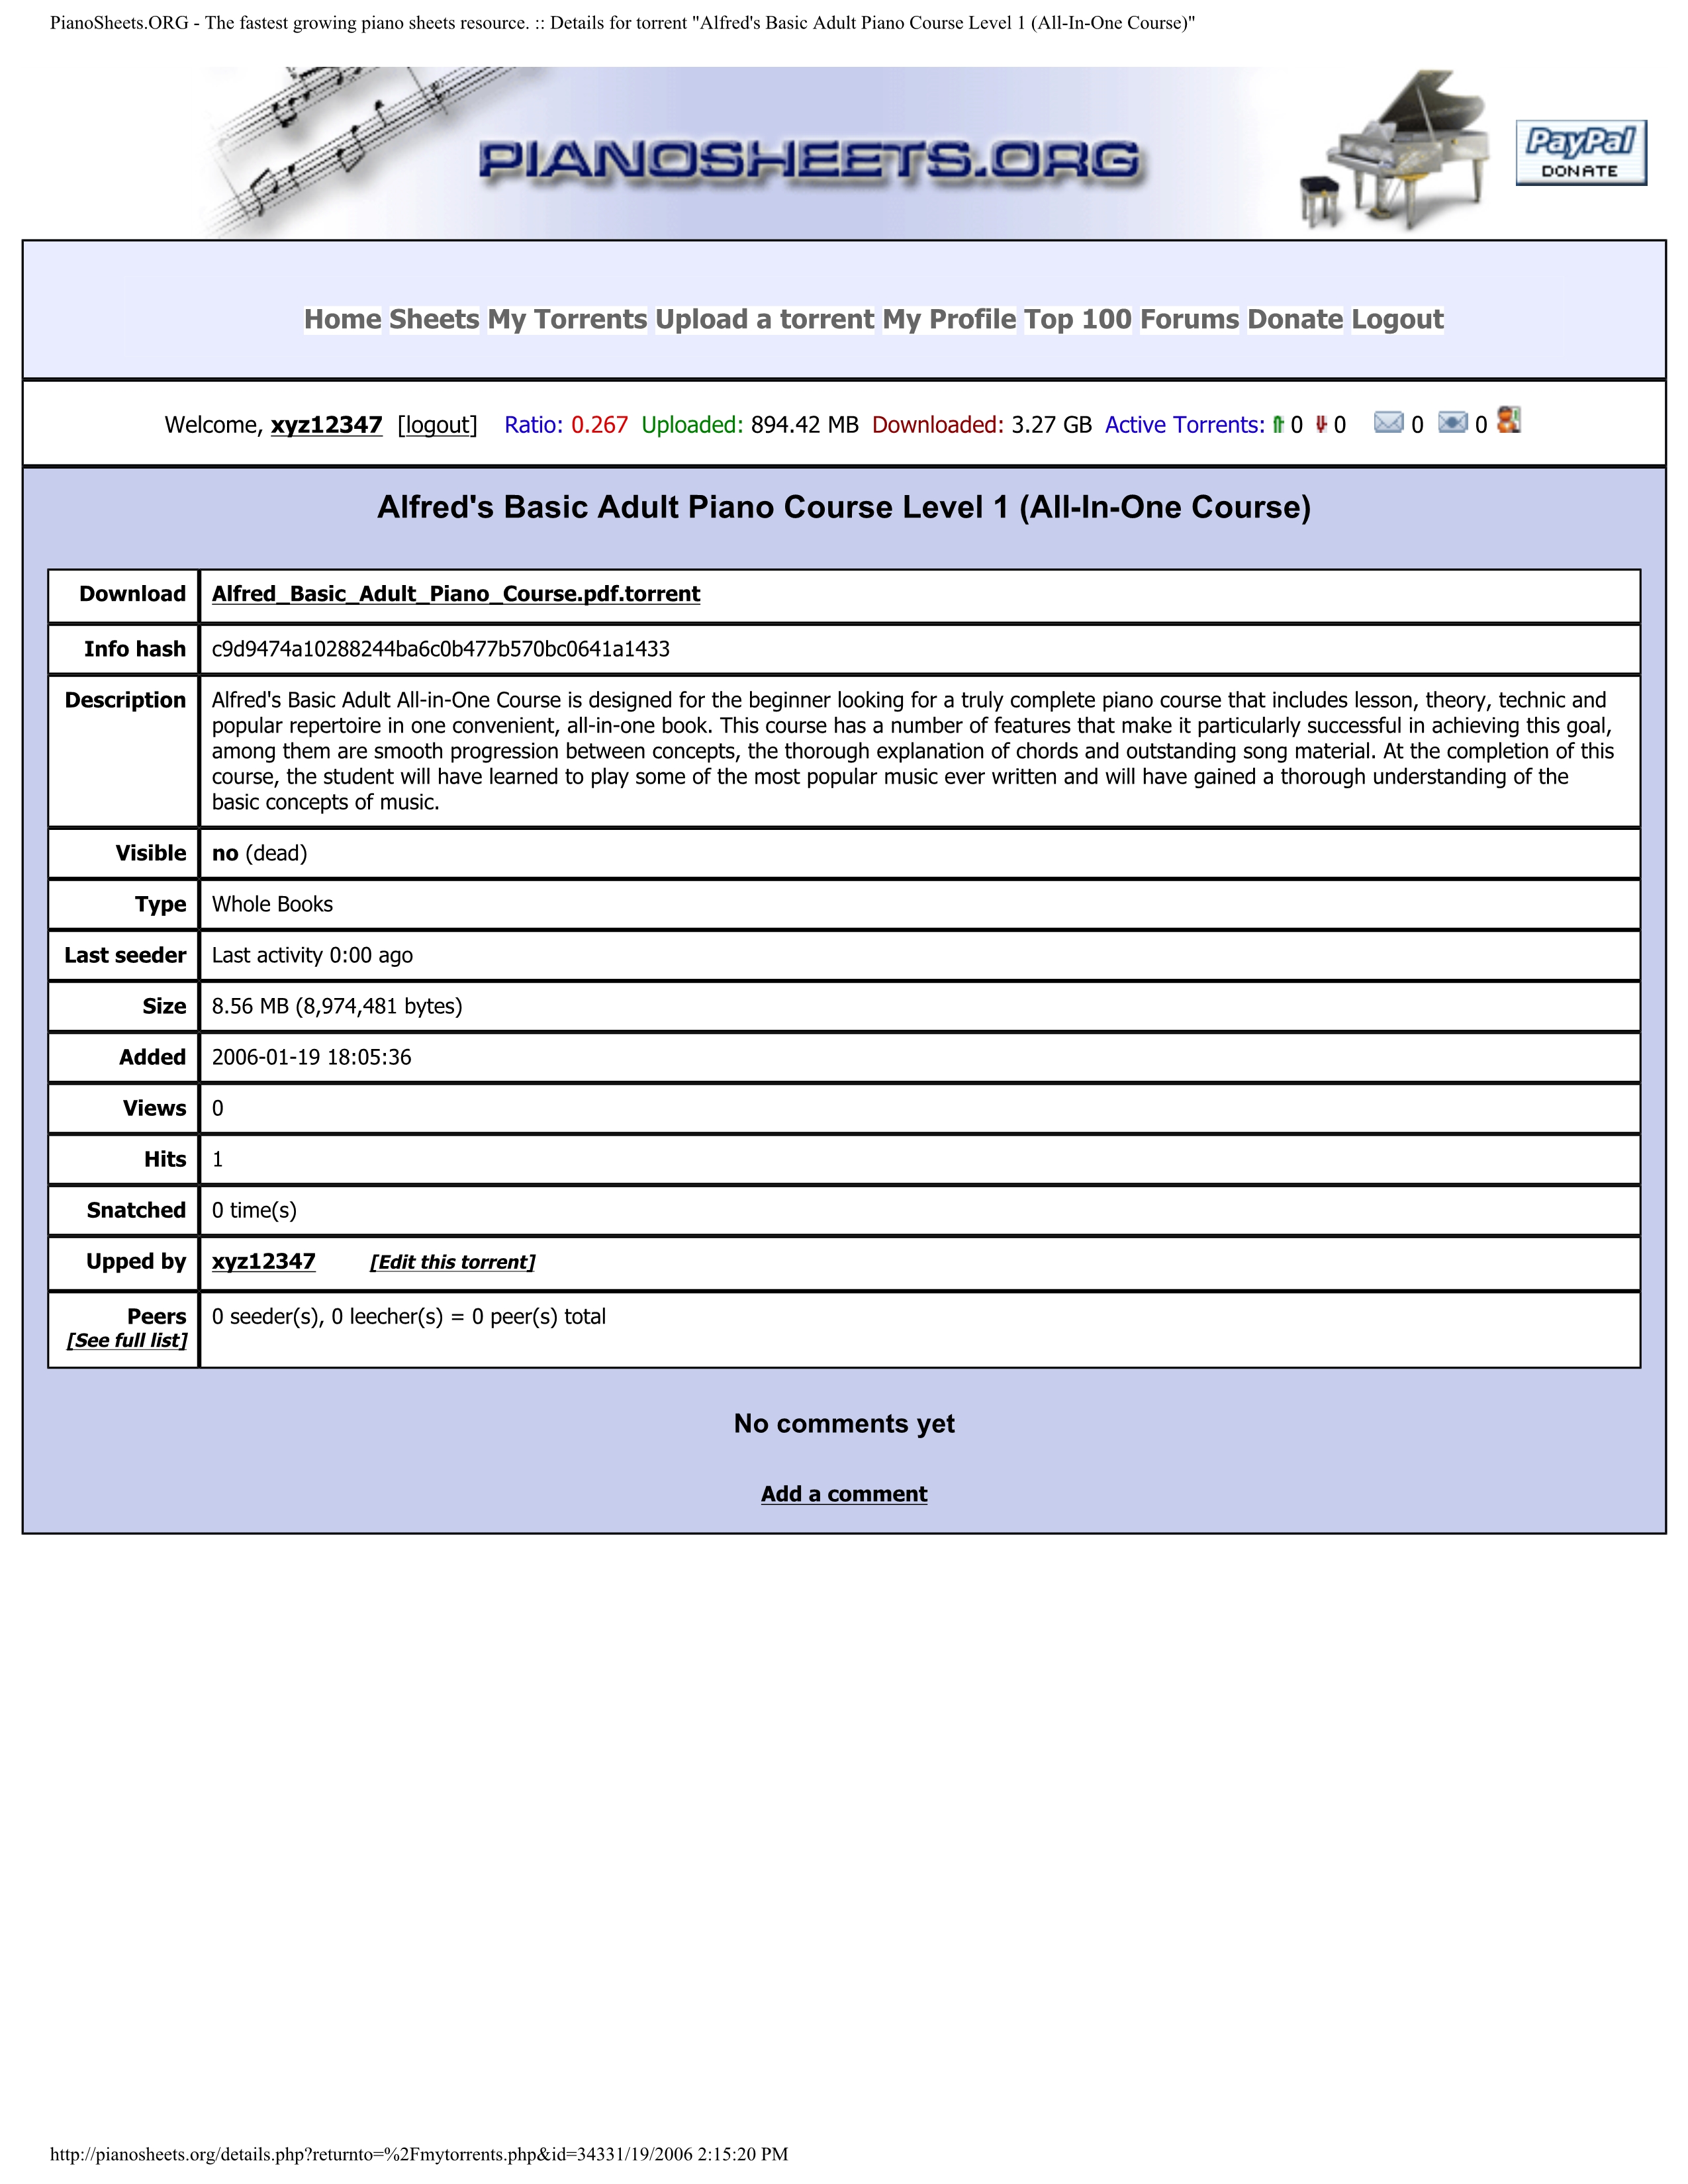 PianoSheets.ORG - The fastest growing piano sheets resource. :: Details for torrent "Alfred's Basic Adult Piano Course Level 1 (All-In-One Course)"
PIANOSHEETS.ORG
PayPal
DONATE
Home Sheets My Torrents Upload a torrent My Profile Top 100 Forums Donate Logout
Welcome, xyz12347 [logout] Ratio: 0.267 Uploaded: 894.42 MB Downloaded: 3.27 GB Active Torrents: 0 0 0 0
Alfred's Basic Adult Piano Course Level 1 (All-In-One Course)
Download Alfred_Basic_Adult_Piano_Course.pdf.torrent
Info hash c9d9474a10288244ba6c0b477b570bc0641a1433
Description Alfred's Basic Adult All-in-One Course is designed for the beginner looking for a truly complete piano course that includes lesson, theory, technic and
popular repertoire in one convenient, all-in-one book. This course has a number of features that make it particularly successful in achieving this goal,
among them are smooth progression between concepts, the thorough explanation of chords and outstanding song material. At the completion of this
course, the student will have learned to play some of the most popular music ever written and will have gained a thorough understanding of the
basic concepts of music.
Visible no (dead)
Type Whole Books
Last seeder Last activity 0:00 ago
Size 8.56 MB (8,974,481 bytes)
Added 2006-01-19 18:05:36
Views 0
Hits 1
Snatched 0 time(s)
Upped by xyz12347 [Edit this torrent]
Peers 0 seeder(s), 0 leecher(s) = 0 peer(s) total
[See full list]
No comments yet
Add a comment
http://pianosheets.org/details.php?returnto=%2Fmytorrents.php&id=34331/19/2006 2:15:20 PM